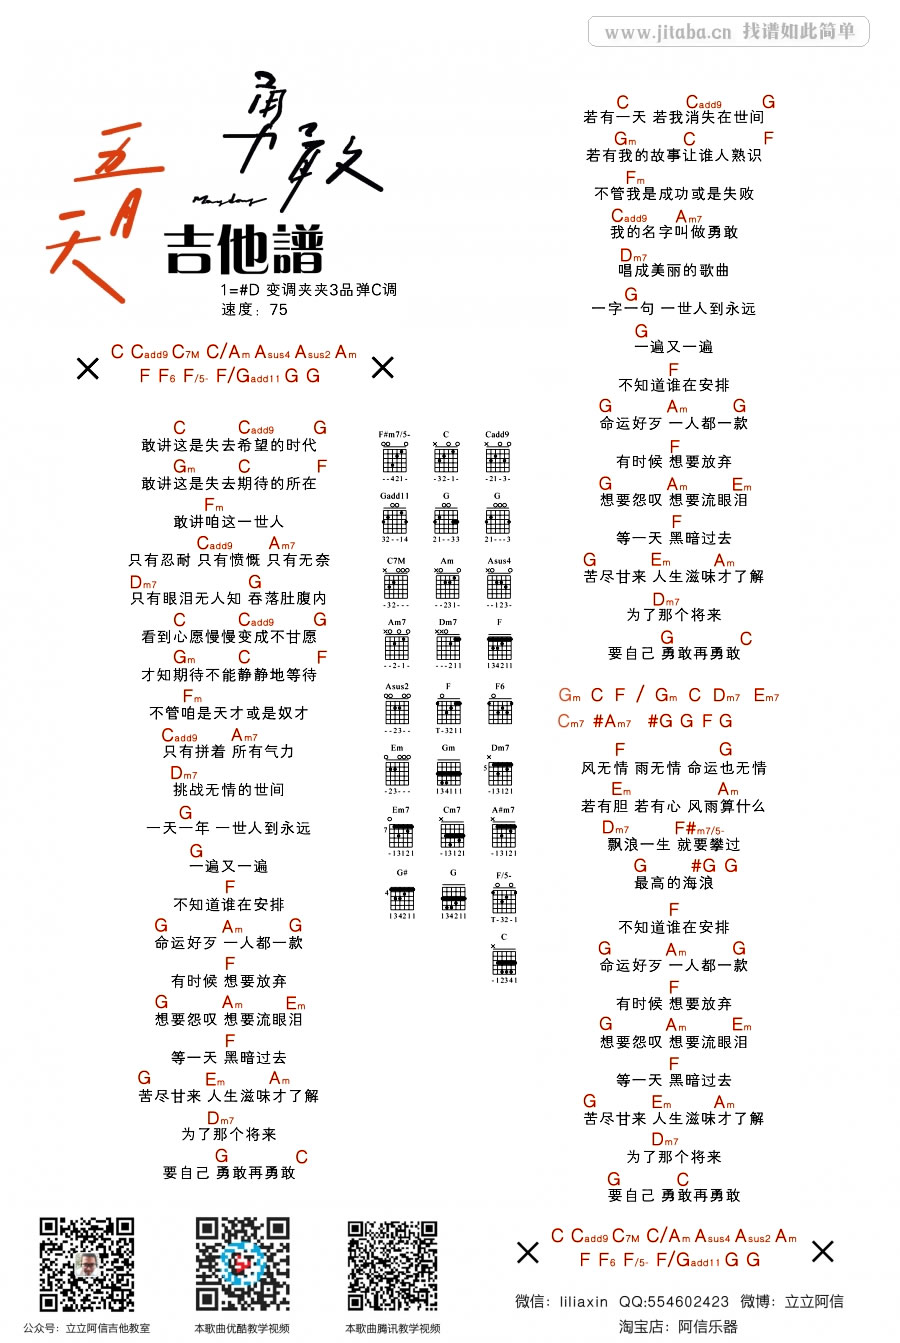 www.jitaba.cn 找谱如此简单
勇敢
五月天
Mayday
吉他譜
1=#D 变调夹夹3品弹C调
速度：75
C Cadd9 C7M C/Am Asus4 Asus2 Am
F F6 F/5- F/Gadd11 G G
C Cadd9 G
敢讲这是失去希望的时代
Gm C F
敢讲这是失去期待的所在
Fm
敢讲咱这一世人
Cadd9 Am7
只有忍耐 只有愤慨 只有无奈
Dm7 G
只有眼泪无人知 吞落肚腹内
C Cadd9 G
看到心愿慢慢变成不甘愿
Gm C F
才知期待不能静静地等待
Fm
不管咱是天才或是奴才
Cadd9 Am7
只有拼着 所有气力
Dm7
挑战无情的世间
G
一天一年 一世人到永远
G
一遍又一遍
F
不知道谁在安排
G Am G
命运好歹 一人都一款
F
有时候 想要放弃
G Am Em
想要怨叹 想要流眼泪
F
等一天 黑暗过去
G Em Am
苦尽甘来 人生滋味才了解
Dm7
为了那个将来
G C
要自己 勇敢再勇敢
F#m7/5- C Cadd9
--421- -32-1- -21-3-
Gadd11 G G
32--14 21--33 21---3
C7M Am Asus4
-32--- --231- --123-
Am7 Dm7 F
--2-1- ---211 134211
Asus2 F F6
--23-- T-3211
Em Gm Dm7
5
-23--- 134111 -13121
Em7 Cm7 A#m7
7
-13121 -13121 -13121
G# G F/5-
4
134211 134211 T-32-1
C
-12341
C Cadd9 G
若有一天 若我消失在世间
Gm C F
若有我的故事让谁人熟识
Fm
不管我是成功或是失败
Cadd9 Am7
我的名字叫做勇敢
Dm7
唱成美丽的歌曲
G
一字一句 一世人到永远
G
一遍又一遍
F
不知道谁在安排
G Am G
命运好歹 一人都一款
F
有时候 想要放弃
G Am Em
想要怨叹 想要流眼泪
F
等一天 黑暗过去
G Em Am
苦尽甘来 人生滋味才了解
Dm7
为了那个将来
G C
要自己 勇敢再勇敢
Gm C F / Gm C Dm7 Em7
Cm7 #Am7 #G G F G
F G
风无情 雨无情 命运也无情
Em Am
若有胆 若有心 风雨算什么
Dm7 F#m7/5-
飘浪一生 就要攀过
G #G G
最高的海浪
F
不知道谁在安排
G Am G
命运好歹 一人都一款
F
有时候 想要放弃
G Am Em
想要怨叹 想要流眼泪
F
等一天 黑暗过去
G Em Am
苦尽甘来 人生滋味才了解
Dm7
为了那个将来
G C
要自己 勇敢再勇敢
C Cadd9 C7M C/Am Asus4 Asus2 Am
F F6 F/5- F/Gadd11 G G
公众号：立立阿信吉他教室
本歌曲优酷教学视频
本歌曲腾讯教学视频
微信：liliaxin QQ:554602423 微博：立立阿信
淘宝店：阿信乐器